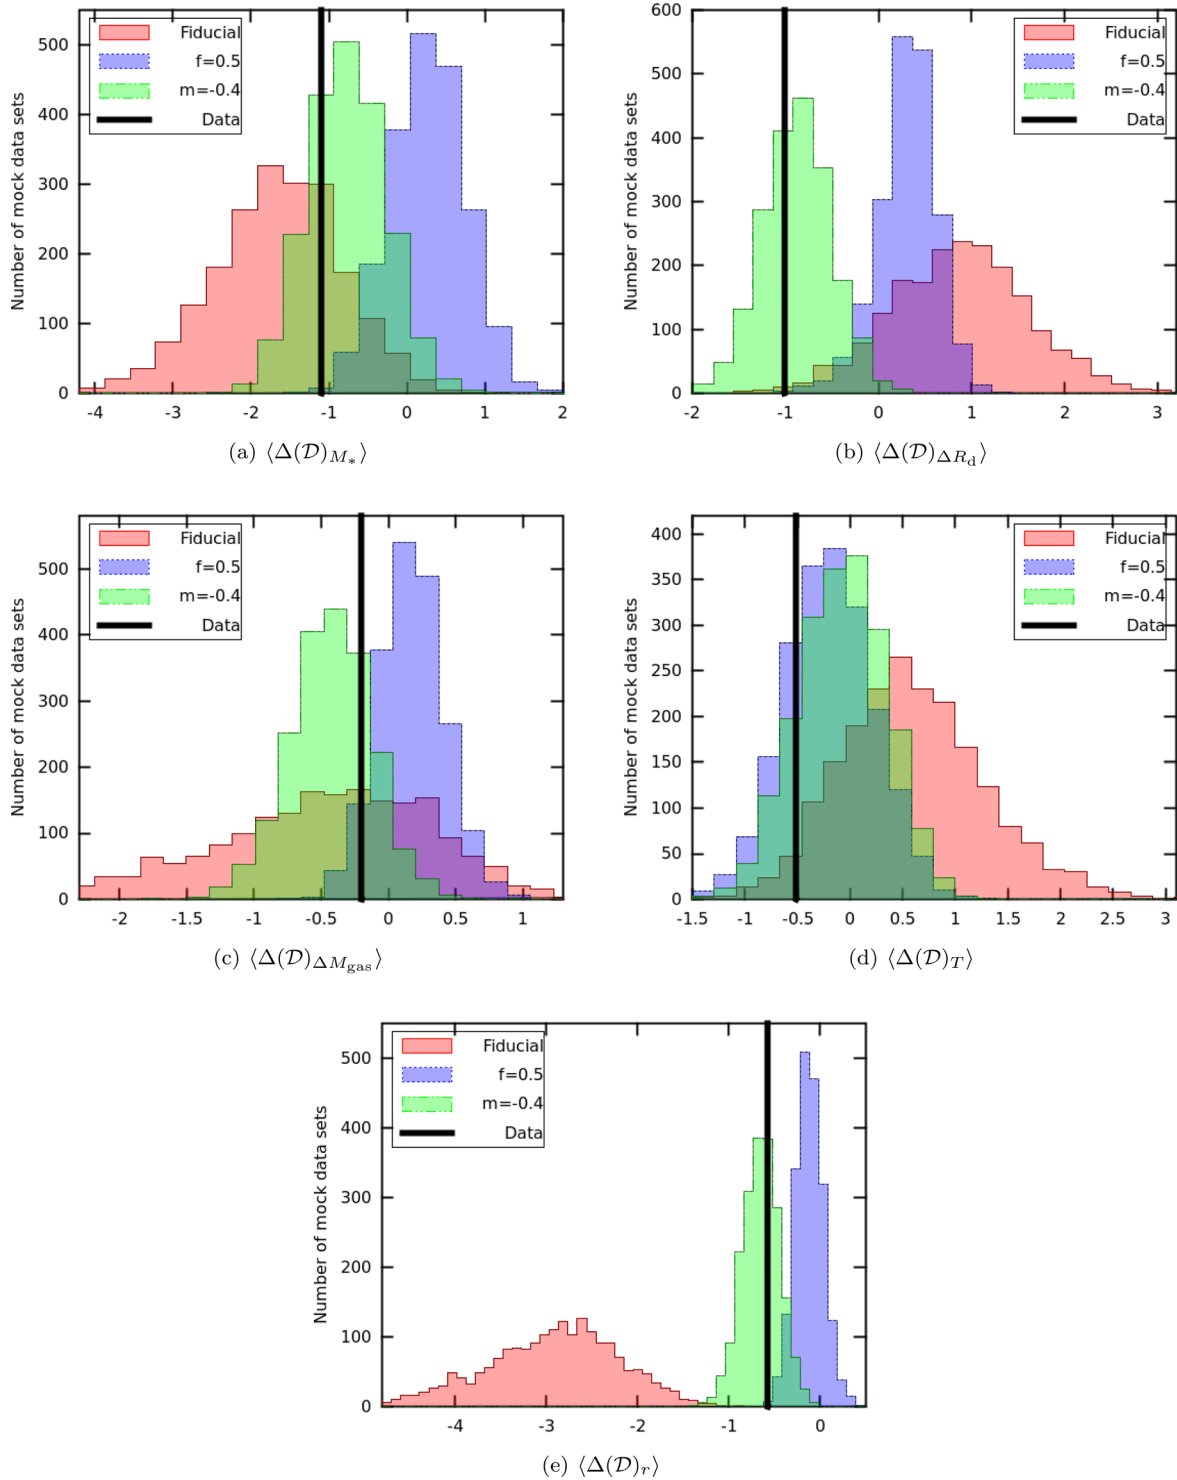 Number of mock data sets
500
400
300
200
100
0
-4 -3 -2 -1 0 1 2
Fiducial
f=0.5
m=-0.4
Data
(a) ⟨Δ(𝒟)_{M_*}⟩
Number of mock data sets
600
500
400
300
200
100
0
-2 -1 0 1 2 3
Fiducial
f=0.5
m=-0.4
Data
(b) ⟨Δ(𝒟)_{ΔR_d}⟩
Number of mock data sets
500
400
300
200
100
0
-2 -1.5 -1 -0.5 0 0.5 1
Fiducial
f=0.5
m=-0.4
Data
(c) ⟨Δ(𝒟)_{ΔM_gas}⟩
Number of mock data sets
400
350
300
250
200
150
100
50
0
-1.5 -1 -0.5 0 0.5 1 1.5 2 2.5 3
Fiducial
f=0.5
m=-0.4
Data
(d) ⟨Δ(𝒟)_T⟩
Number of mock data sets
500
400
300
200
100
0
-4 -3 -2 -1 0
Fiducial
f=0.5
m=-0.4
Data
(e) ⟨Δ(𝒟)_r⟩